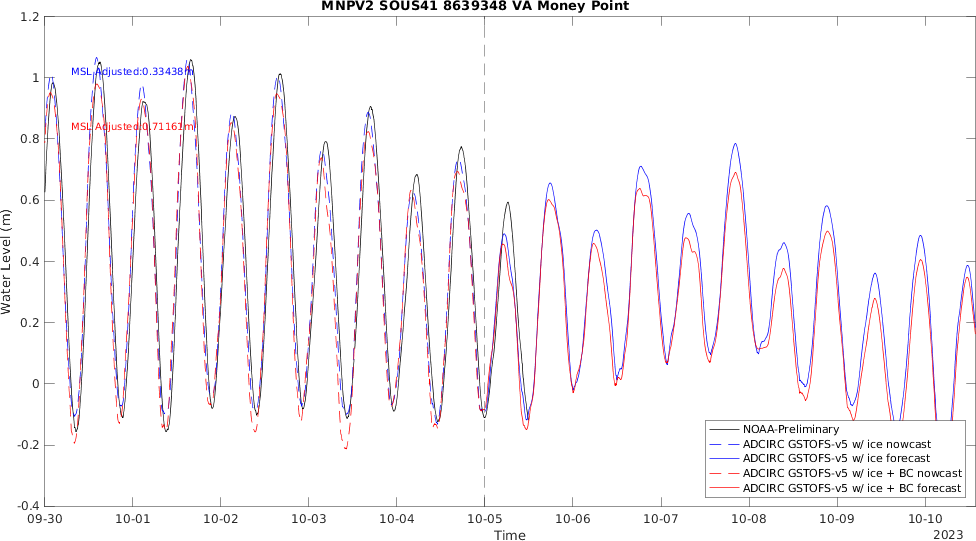 MNPV2 SOUS41 8639348 VA Money Point
1.2
1
0.8
0.6
0.4
0.2
0
-0.2
-0.4
Water Level (m)
MSL Adjusted:0.33438m
MSL Adjusted:0.71161m
NOAA-Preliminary
ADCIRC GSTOFS-v5 w/ ice nowcast
ADCIRC GSTOFS-v5 w/ ice forecast
ADCIRC GSTOFS-v5 w/ ice + BC nowcast
ADCIRC GSTOFS-v5 w/ ice + BC forecast
09-30 10-01 10-02 10-03 10-04 10-05 10-06 10-07 10-08 10-09 10-10
Time
2023